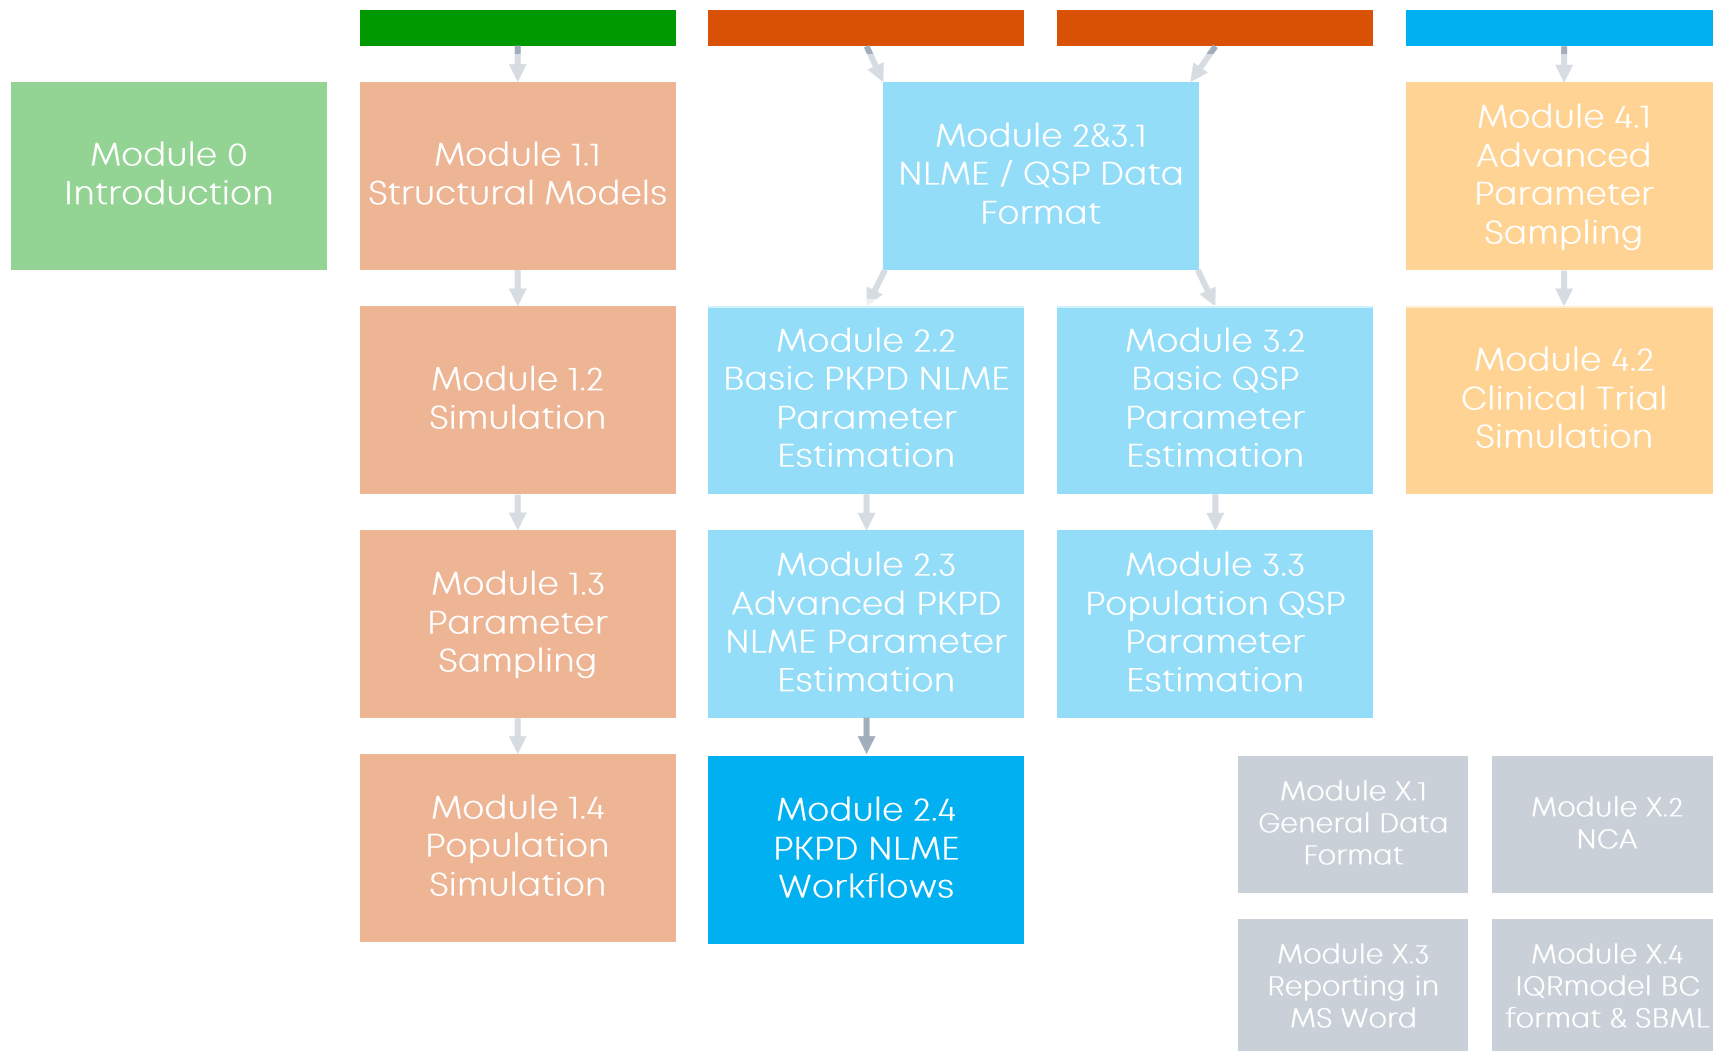 Module 0
Introduction
Module 1.1
Structural Models
Module 2&3.1
NLME / QSP Data
Format
Module 4.1
Advanced
Parameter
Sampling
Module 1.2
Simulation
Module 2.2
Basic PKPD NLME
Parameter
Estimation
Module 3.2
Basic QSP
Parameter
Estimation
Module 4.2
Clinical Trial
Simulation
Module 1.3
Parameter
Sampling
Module 2.3
Advanced PKPD
NLME Parameter
Estimation
Module 3.3
Population QSP
Parameter
Estimation
Module 1.4
Population
Simulation
Module 2.4
PKPD NLME
Workflows
Module X.1
General Data
Format
Module X.2
NCA
Module X.3
Reporting in
MS Word
Module X.4
IQRmodel BC
format & SBML